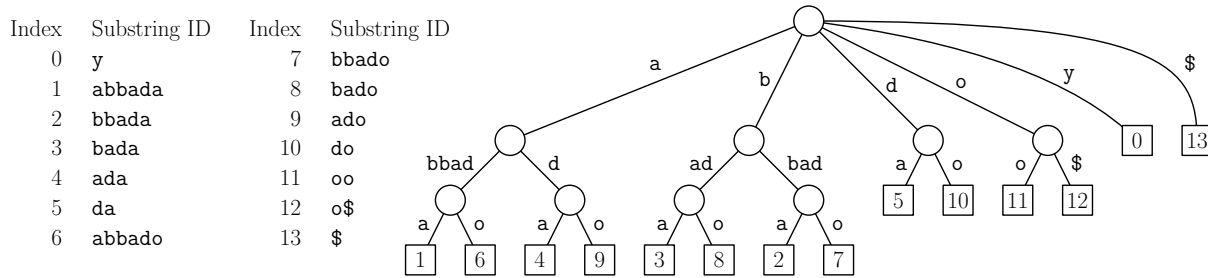 Index Substring ID Index Substring ID
0 y 7 bbado
1 abbada 8 bado
2 bbada 9 ado
3 bada 10 do
4 ada 11 oo
5 da 12 o$
6 abbado 13 $
a b d o y $
0 13
bbad d ad bad a o o $
5 10 11 12
a o a o a o a o
1 6 4 9 3 8 2 7